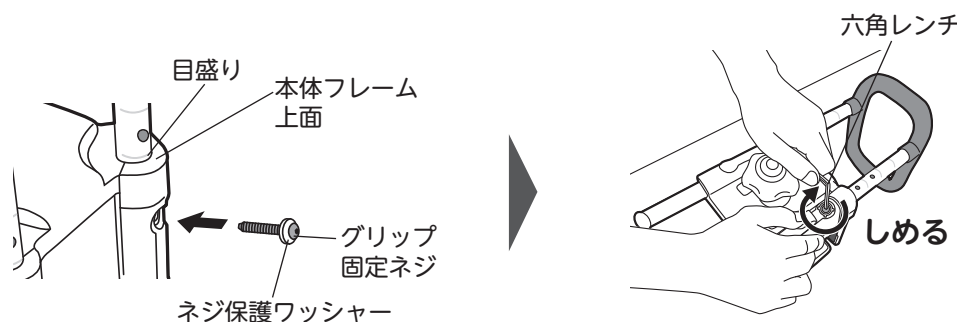 目盛り
本体フレーム
上面
グリップ
固定ネジ
ネジ保護ワッシャー
六角レンチ
しめる